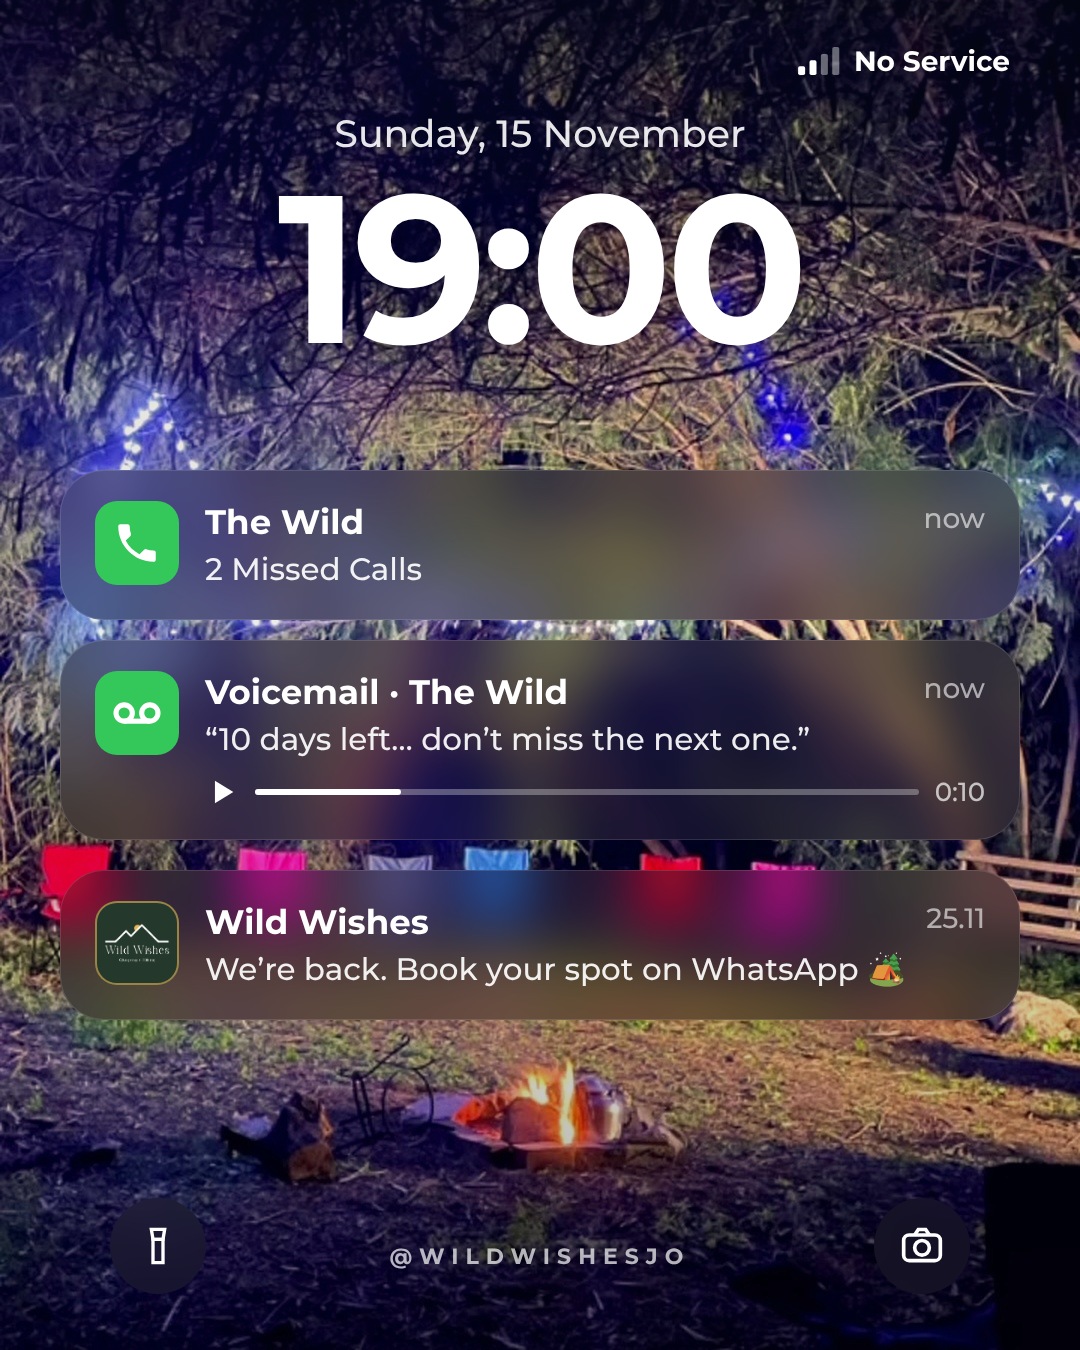 No Service
Sunday, 15 November
19:00
The Wild
now
2 Missed Calls
Voicemail · The Wild
now
“10 days left... don’t miss the next one.”
0:10
Wild Wishes
25.11
Wild Wishes
We’re back. Book your spot on WhatsApp 🏕️
@WILDWISHESJO